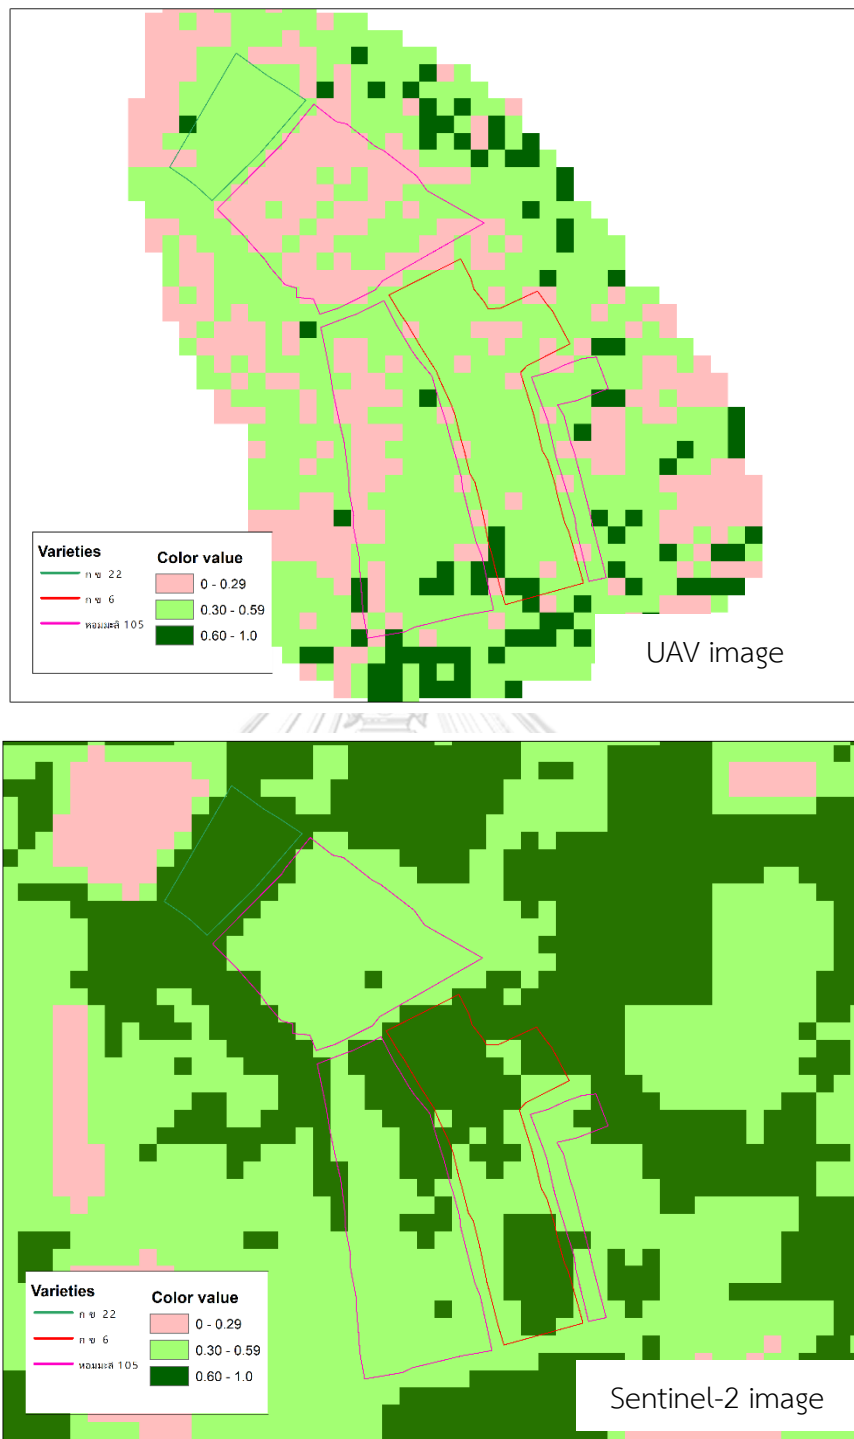 Varieties
Color value
ก ข 22
ก ข 6
หอมมะลิ 105
0 - 0.29
0.30 - 0.59
0.60 - 1.0
UAV image
Varieties
Color value
ก ข 22
ก ข 6
หอมมะลิ 105
0 - 0.29
0.30 - 0.59
0.60 - 1.0
Sentinel-2 image